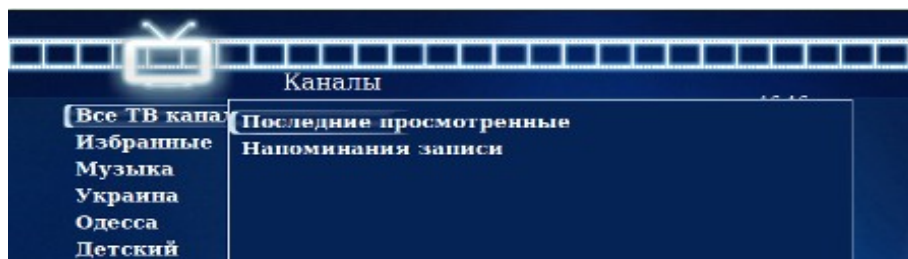 Каналы
Все ТВ кана
Избранные
Музыка
Украина
Одесса
Детский
Последние просмотренные
Напоминания записи